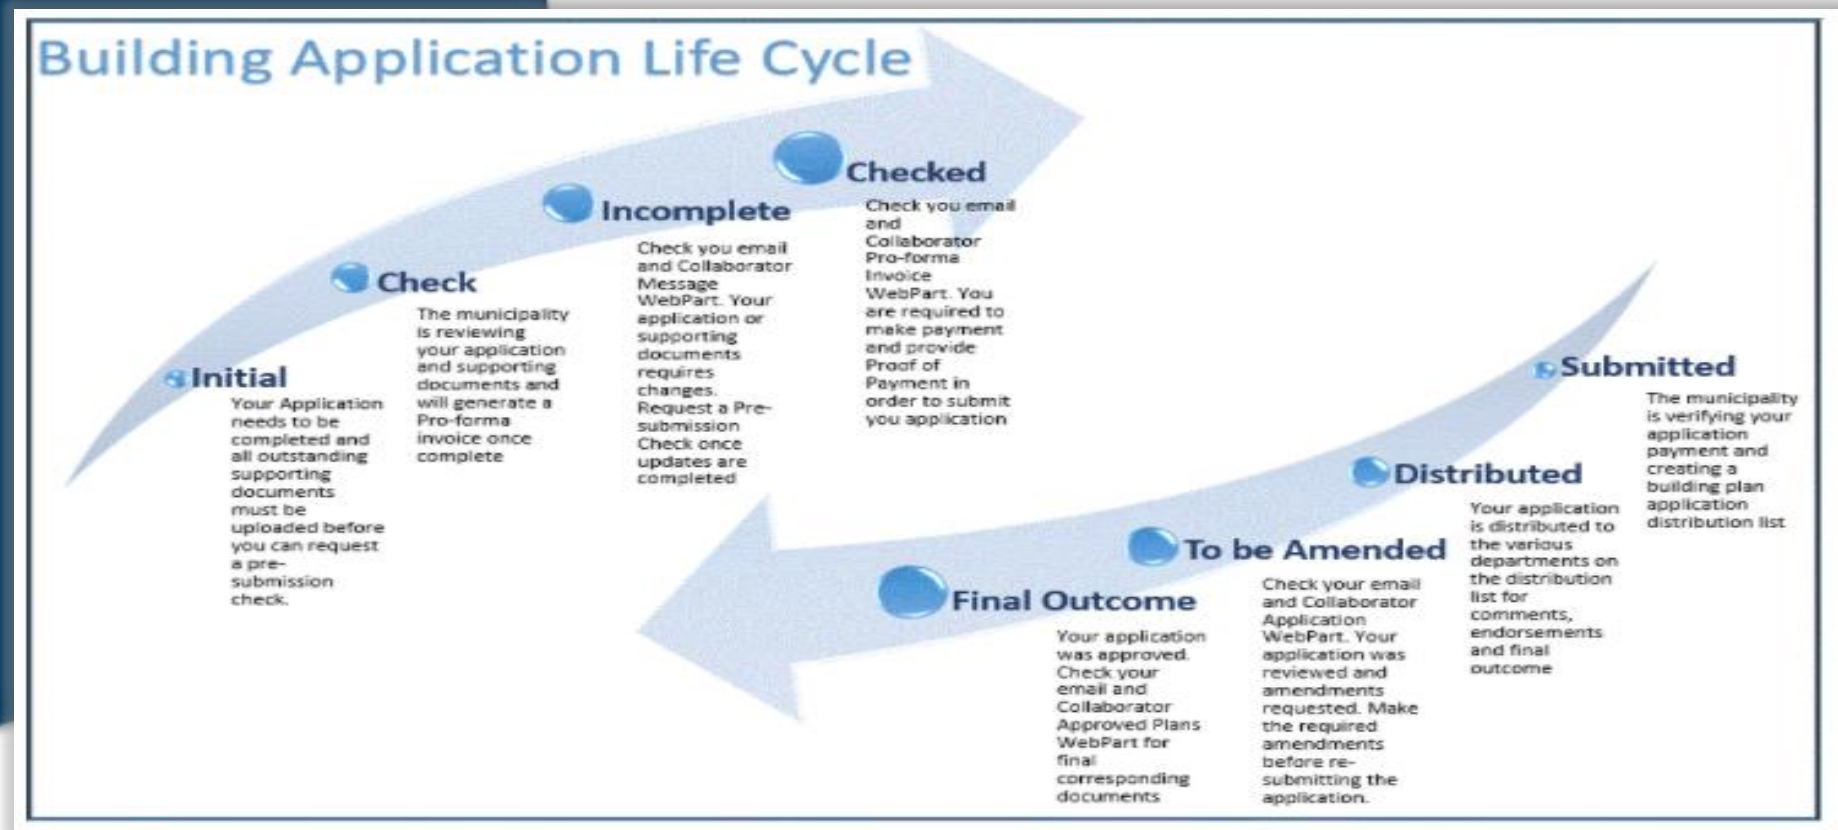 Building Application Life Cycle
Initial
Your Application
needs to be
completed and
all outstanding
supporting
documents
must be
uploaded before
you can request
a pre-
submission
check.
Check
The municipality
is reviewing
your application
and supporting
documents and
will generate a
Pro-forma
invoice once
complete
Incomplete
Check you email
and Collaborator
Message
WebPart. Your
application or
supporting
documents
requires
changes.
Request a Pre-
submission
Check once
updates are
completed
Checked
Check you email
and
Collaborator
Pro-forma
Invoice
WebPart. You
are required to
make payment
and provide
Proof of
Payment in
order to submit
you application
Submitted
The municipality
is verifying your
application
payment and
creating a
building plan
application
distribution list
Distributed
Your application
is distributed to
the various
departments on
the distribution
list for
comments,
endorsements
and final
outcome
To be Amended
Check your email
and Collaborator
Application
WebPart. Your
application was
reviewed and
amendments
requested. Make
the required
amendments
before re-
submitting the
application.
Final Outcome
Your application
was approved.
Check your
email and
Collaborator
Approved Plans
WebPart for
final
corresponding
documents